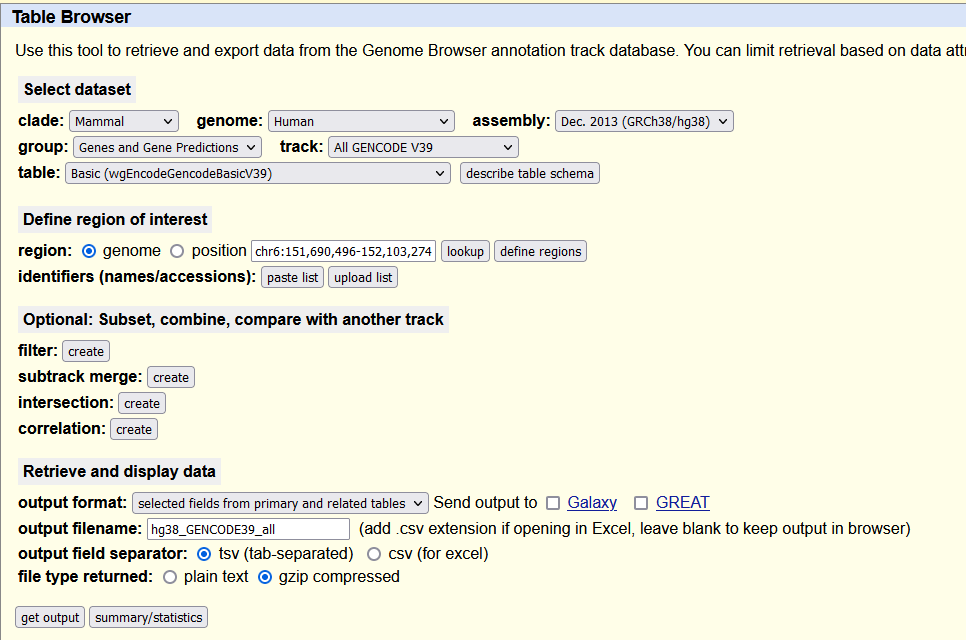 Table Browser
Use this tool to retrieve and export data from the Genome Browser annotation track database. You can limit retrieval based on data
Select dataset
clade: Mammal genome: Human assembly: Dec. 2013 (GRCh38/hg38)
group: Genes and Gene Predictions track: All GENCODE V39
table: Basic (wgEncodeGencodeBasicV39) describe table schema
Define region of interest
region: genome position chr6:151,690,496-152,103,274 lookup define regions
identifiers (names/accessions): paste list upload list
Optional: Subset, combine, compare with another track
filter: create
subtrack merge: create
intersection: create
correlation: create
Retrieve and display data
output format: selected fields from primary and related tables Send output to Galaxy GREAT
output filename: hg38_GENCODE39_all (add .csv extension if opening in Excel, leave blank to keep output in browser)
output field separator: tsv (tab-separated) csv (for excel)
file type returned: plain text gzip compressed
get output summary/statistics